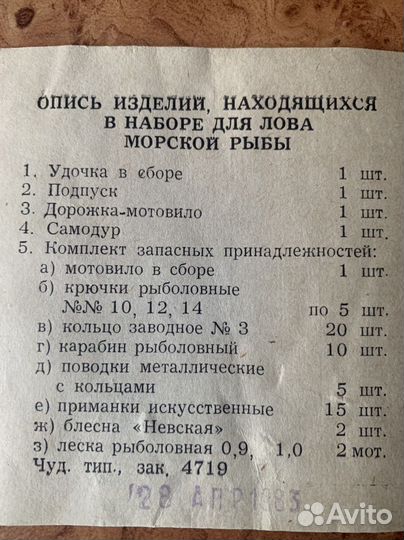 ОПИСЬ ИЗДЕЛИЙ, НАХОДЯЩИХСЯ
В НАБОРЕ ДЛЯ ЛОВА
МОРСКОЙ РЫБЫ
1. Удочка в сборе 1 шт.
2. Подпуск 1 шт.
3. Дорожка-мотовило 1 шт.
4. Самодур 1 шт.
5. Комплект запасных принадлежностей:
а) мотовило в сборе 1 шт.
б) крючки рыболовные
№№ 10, 12, 14 по 5 шт.
в) кольцо заводное № 3 20 шт.
г) карабин рыболовный 10 шт.
д) поводки металлические
с кольцами 5 шт.
е) приманки искусственные 15 шт.
ж) блесна «Невская» 2 шт.
з) леска рыболовная 0,9, 1,0 2 мот.
Чуд. тип., зак, 4719
28 АПР 1983
Avito